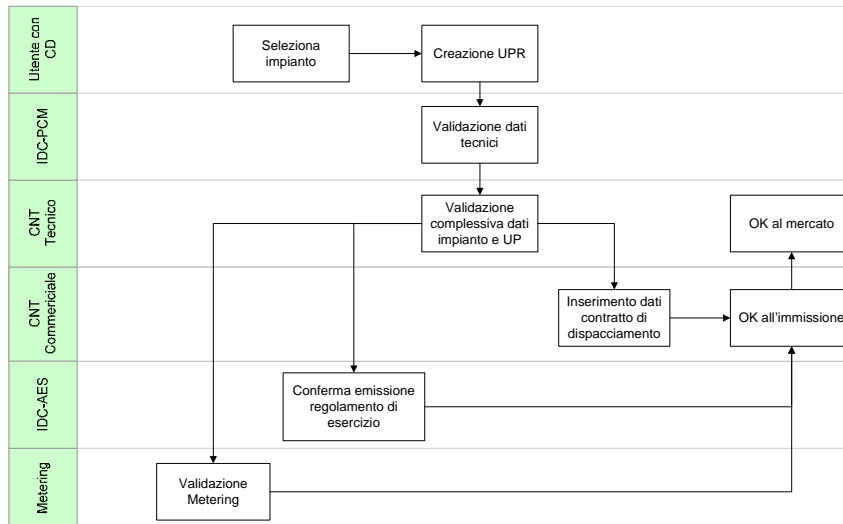 Utente con
CD
Seleziona
impianto
Creazione UPR
IDC-PCM
Validazione dati
tecnici
CNT
Tecnico
Validazione
complessiva dati
impianto e UP
OK al mercato
CNT
Commericiale
Inserimento dati
contratto di
dispacciamento
OK all'immissione
IDC-AES
Conferma emissione
regolamento di
esercizio
Metering
Validazione
Metering